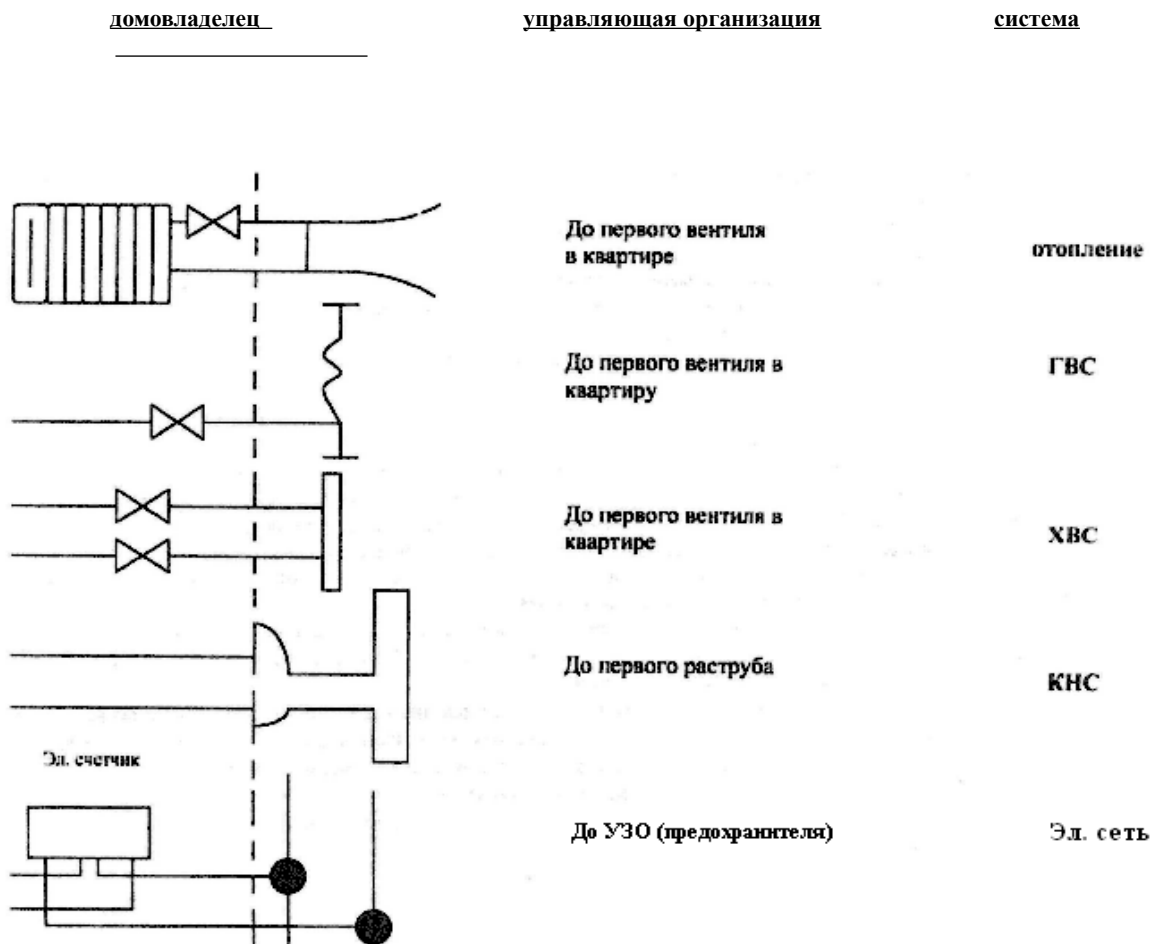 домовладелец управляющая организация система
До первого вентиля
в квартире
отопление
До первого вентиля в
квартиру
ГВС
До первого вентиля в
квартире
ХВС
До первого раструба
КНС
Эл. счетчик
До УЗО (предохранителя)
Эл. сеть